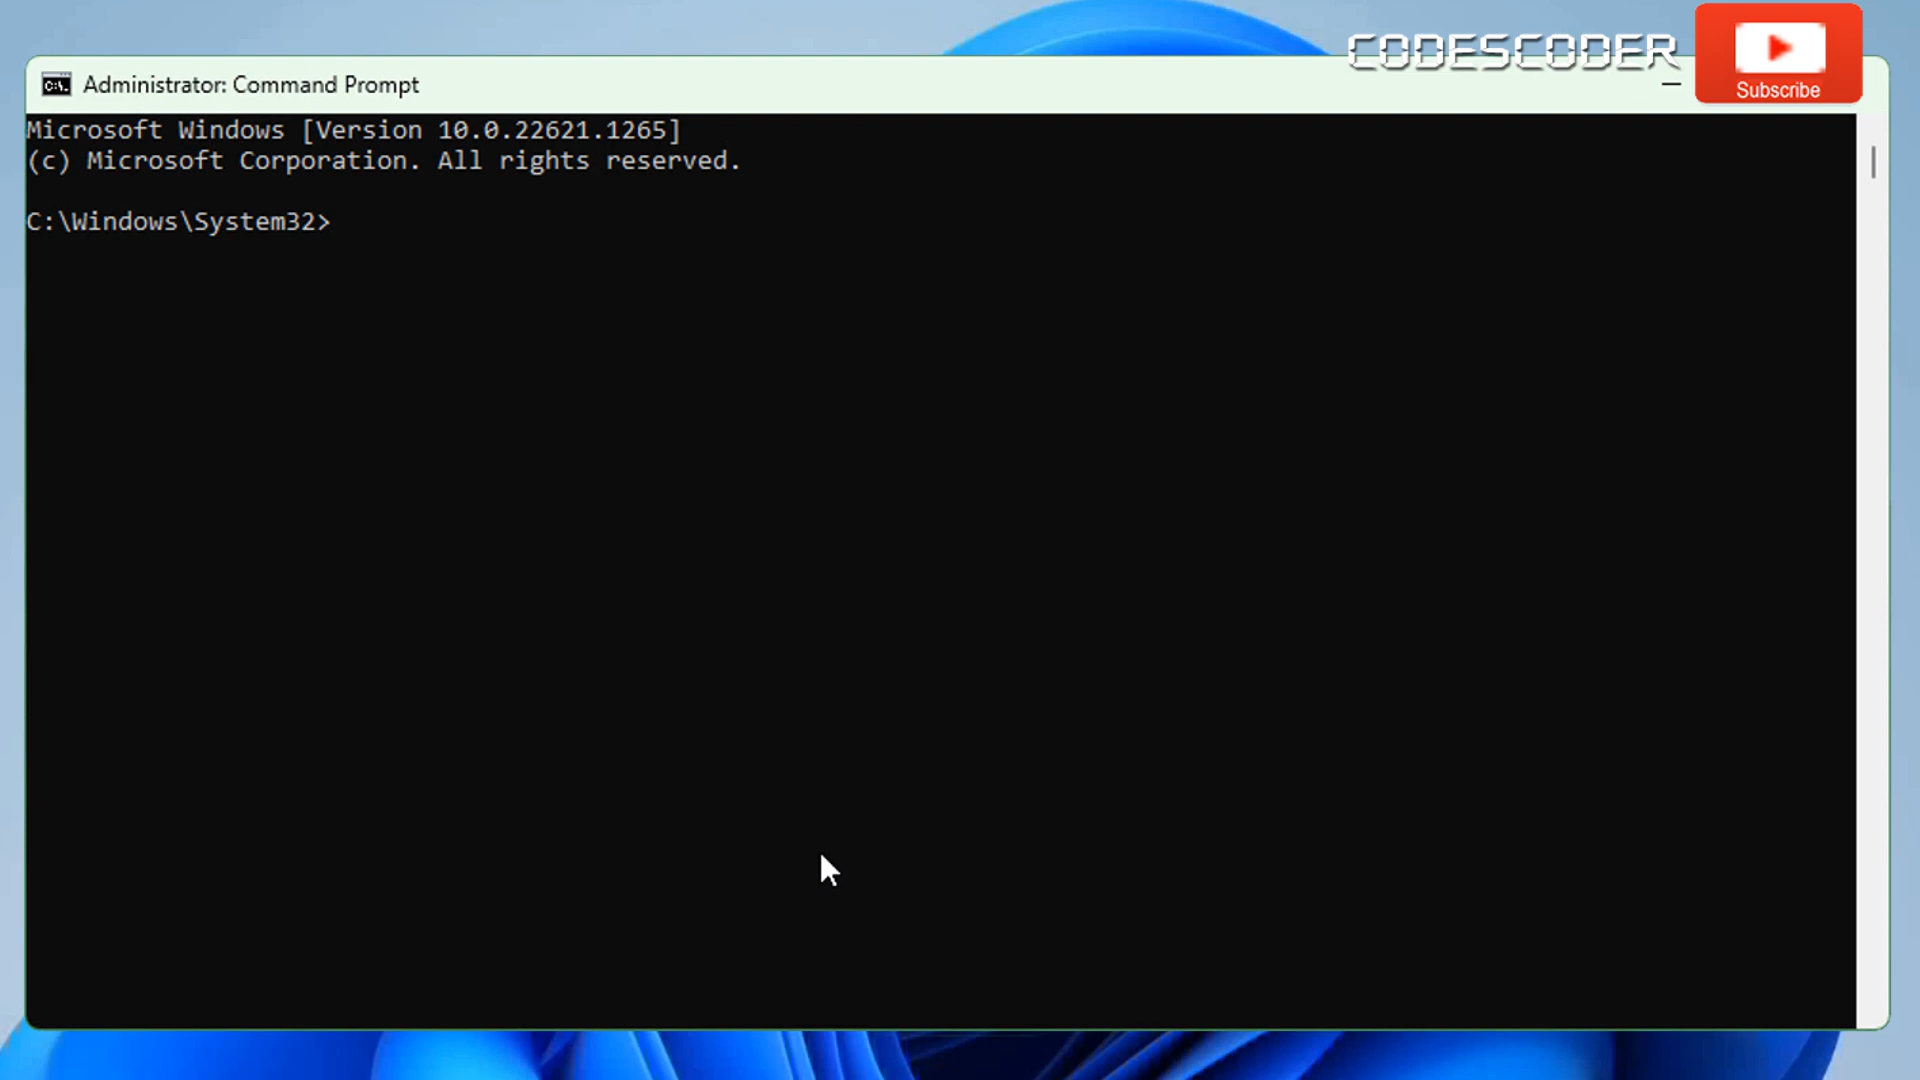 CODESCODER
Subscribe
Administrator: Command Prompt
Microsoft Windows [Version 10.0.22621.1265]
(c) Microsoft Corporation. All rights reserved.
C:\Windows\System32>